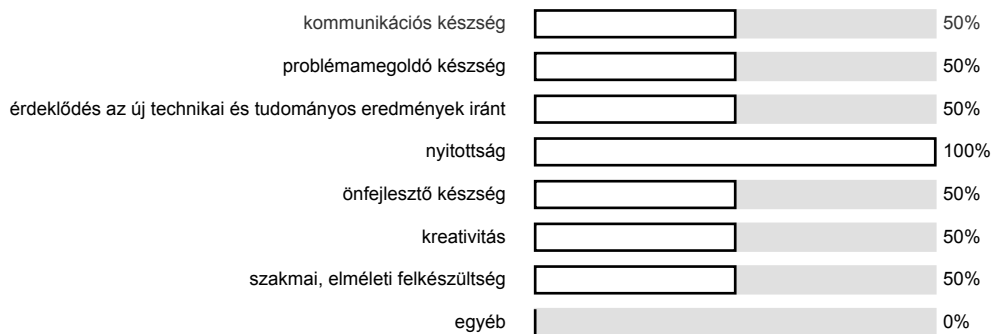 kommunikációs készség 50%
problémamegoldó készség 50%
érdeklődés az új technikai és tudományos eredmények iránt 50%
nyitottság 100%
önfejlesztő készség 50%
kreativitás 50%
szakmai, elméleti felkészültség 50%
egyéb 0%